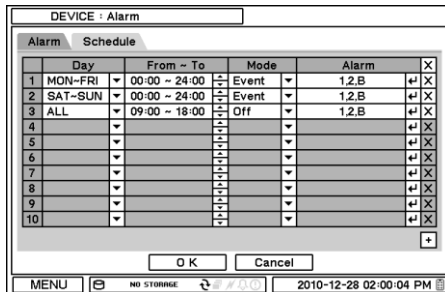 DEVICE : Alarm
Alarm Schedule
Day From ~ To Mode Alarm X
1 MON~FRI 00:00 ~ 24:00 Event 1,2,B X
2 SAT~SUN 00:00 ~ 24:00 Event 1,2,B X
3 ALL 09:00 ~ 18:00 Off 1,2,B X
4 X
5 X
6 X
7 X
8 X
9 X
10 X
+
O K Cancel
MENU NO STORAGE 2010-12-28 02:00:04 PM